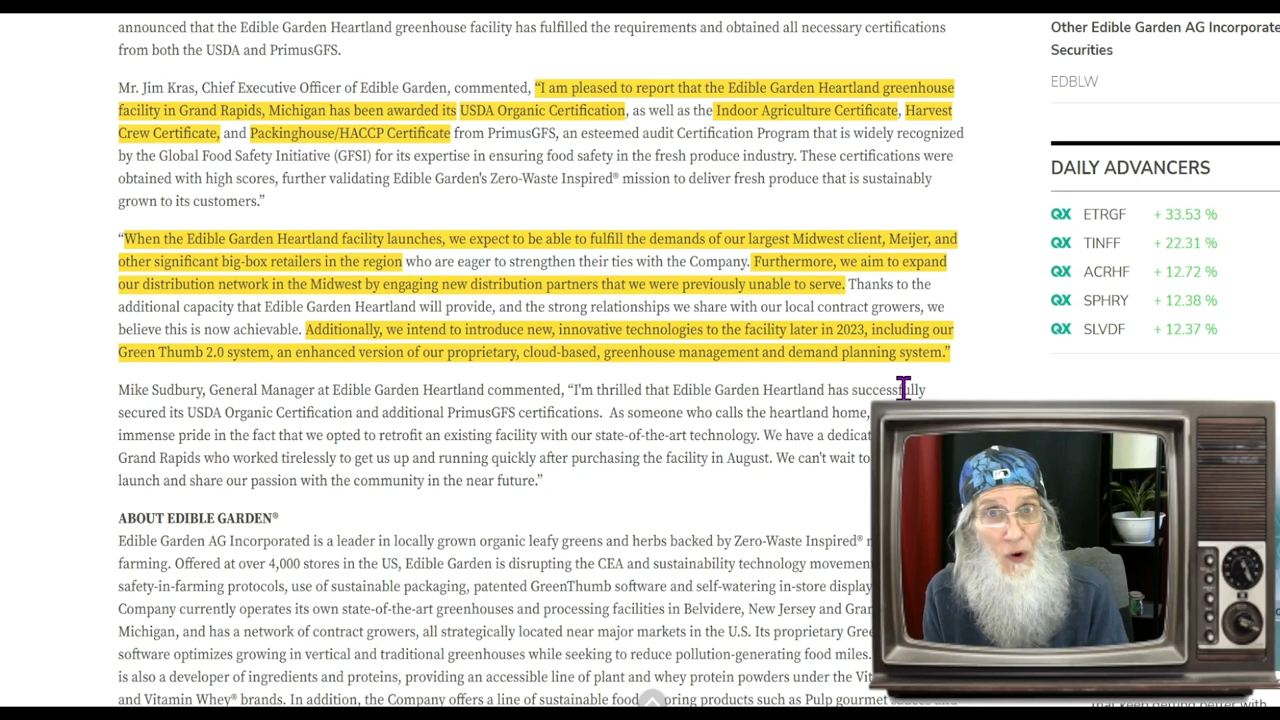 announced that the Edible Garden Heartland greenhouse facility has fulfilled the requirements and obtained all necessary certifications
from both the USDA and PrimusGFS.
Mr. Jim Kras, Chief Executive Officer of Edible Garden, commented, “I am pleased to report that the Edible Garden Heartland greenhouse
facility in Grand Rapids, Michigan has been awarded its USDA Organic Certification, as well as the Indoor Agriculture Certificate, Harvest
Crew Certificate, and Packinghouse/HACCP Certificate from PrimusGFS, an esteemed audit Certification Program that is widely recognized
by the Global Food Safety Initiative (GFSI) for its expertise in ensuring food safety in the fresh produce industry. These certifications were
obtained with high scores, further validating Edible Garden's Zero-Waste Inspired® mission to deliver fresh produce that is sustainably
grown to its customers.”
“When the Edible Garden Heartland facility launches, we expect to be able to fulfill the demands of our largest Midwest client, Meijer, and
other significant big-box retailers in the region who are eager to strengthen their ties with the Company. Furthermore, we aim to expand
our distribution network in the Midwest by engaging new distribution partners that we were previously unable to serve. Thanks to the
additional capacity that Edible Garden Heartland will provide, and the strong relationships we share with our local contract growers, we
believe this is now achievable. Additionally, we intend to introduce new, innovative technologies to the facility later in 2023, including our
Green Thumb 2.0 system, an enhanced version of our proprietary, cloud-based, greenhouse management and demand planning system.”
Mike Sudbury, General Manager at Edible Garden Heartland commented, “I'm thrilled that Edible Garden Heartland has successfully
secured its USDA Organic Certification and additional PrimusGFS certifications. As someone who calls the heartland home,
immense pride in the fact that we opted to retrofit an existing facility with our state-of-the-art technology. We have a
Grand Rapids who worked tirelessly to get us up and running quickly after purchasing the facility in August. We can't wait to
launch and share our passion with the community in the near future.”
ABOUT EDIBLE GARDEN®
Edible Garden AG Incorporated is a leader in locally grown organic leafy greens and herbs backed by Zero-Waste Inspired®
farming. Offered at over 4,000 stores in the US, Edible Garden is disrupting the CEA and sustainability technology
safety-in-farming protocols, use of sustainable packaging, patented GreenThumb software and self-watering in-store
Company currently operates its own state-of-the-art greenhouses and processing facilities in Belvidere, New Jersey and
Michigan, and has a network of contract growers, all strategically located near major markets in the U.S. Its proprietary
software optimizes growing in vertical and traditional greenhouses while seeking to reduce pollution-generating food miles.
is also a developer of ingredients and proteins, providing an accessible line of plant and whey protein powders under the
and Vitamin Whey® brands. In addition, the Company offers a line of sustainable food products such as Pulp gourmet
Other Edible Garden AG
Securities
EDBLW
DAILY ADVANCERS
QX ETRGF + 33.53 %
QX TINFF + 22.31 %
QX ACRHF + 12.72 %
QX SPHRY + 12.38 %
QX SLVDF + 12.37 %